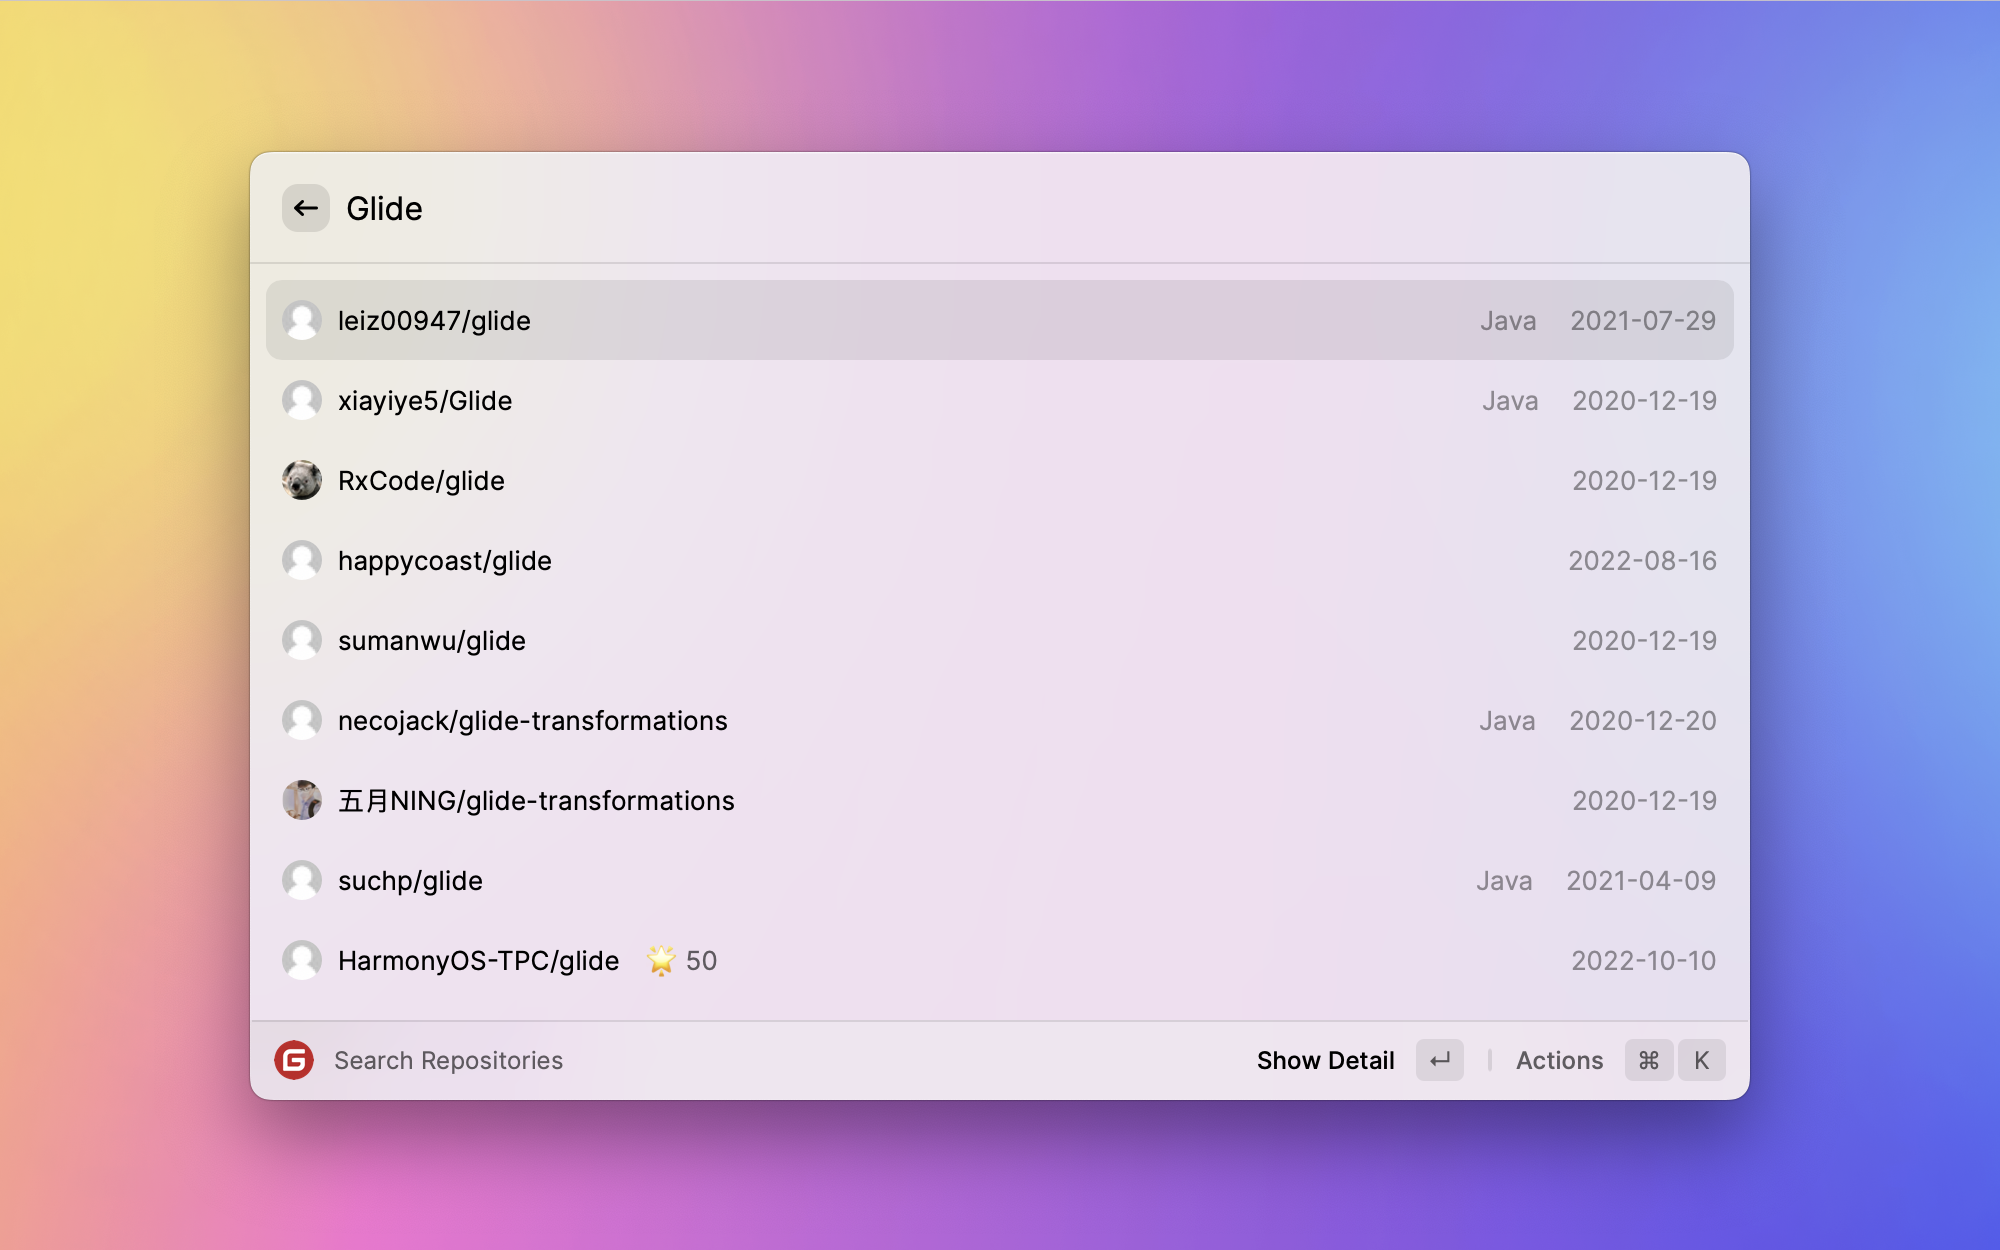 Glide
leiz00947/glide Java 2021-07-29
xiayiye5/Glide Java 2020-12-19
RxCode/glide 2020-12-19
happycoast/glide 2022-08-16
sumanwu/glide 2020-12-19
necojack/glide-transformations Java 2020-12-20
五月NING/glide-transformations 2020-12-19
suchp/glide Java 2021-04-09
HarmonyOS-TPC/glide 🌟 50 2022-10-10
G Search Repositories Show Detail ↵ Actions ⌘ K